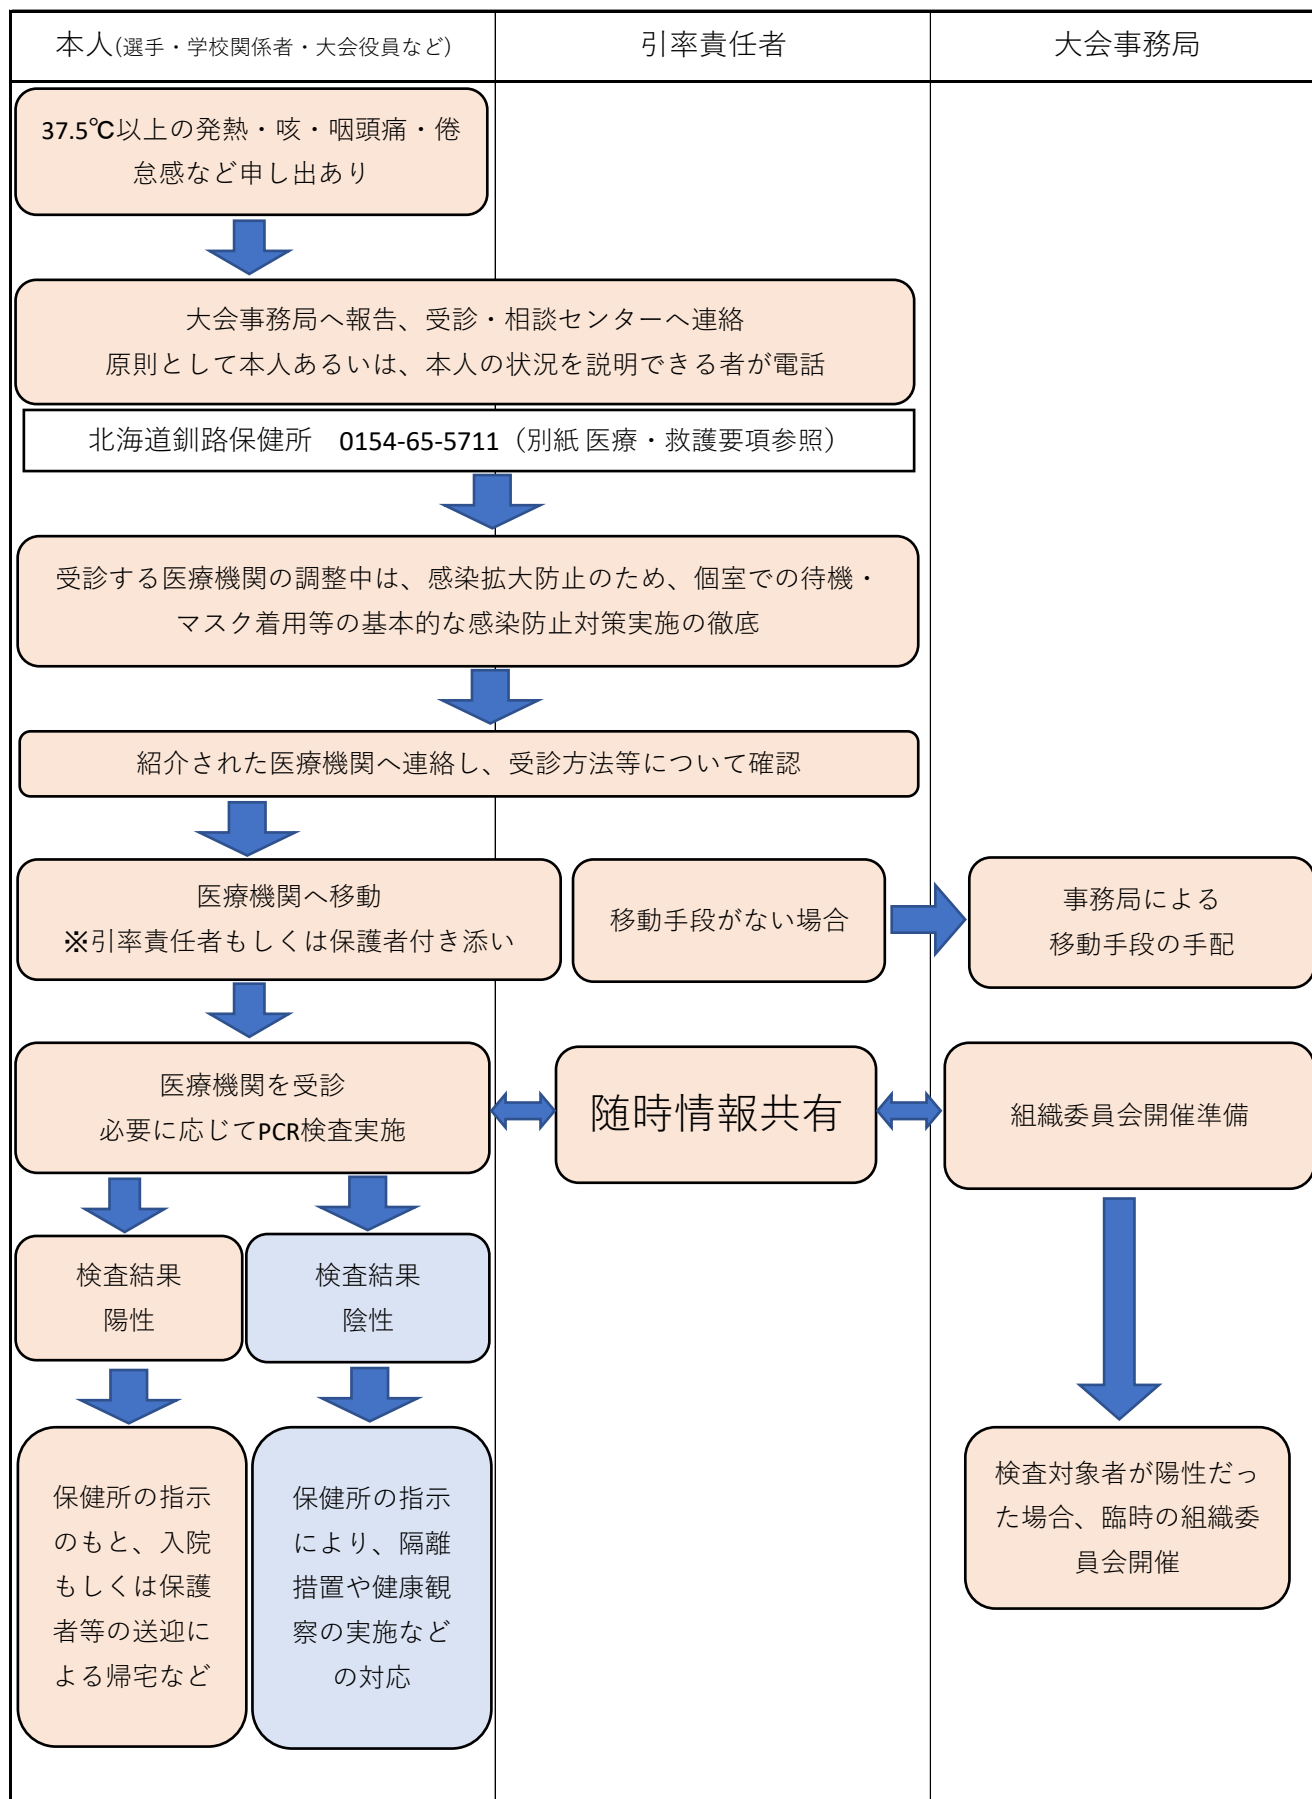 本人(選手・学校関係者・大会役員など)
引率責任者
大会事務局
37.5℃以上の発熱・咳・咽頭痛・倦
怠感など申し出あり
大会事務局へ報告、受診・相談センターへ連絡
原則として本人あるいは、本人の状況を説明できる者が電話
北海道釧路保健所　0154-65-5711（別紙 医療・救護要項参照）
受診する医療機関の調整中は、感染拡大防止のため、個室での待機・
マスク着用等の基本的な感染防止対策実施の徹底
紹介された医療機関へ連絡し、受診方法等について確認
医療機関へ移動
※引率責任者もしくは保護者付き添い
移動手段がない場合
事務局による
移動手段の手配
医療機関を受診
必要に応じてPCR検査実施
随時情報共有
組織委員会開催準備
検査結果
陽性
検査結果
陰性
保健所の指示
のもと、入院
もしくは保護
者等の送迎に
よる帰宅など
保健所の指示
により、隔離
措置や健康観
察の実施など
の対応
検査対象者が陽性だっ
た場合、臨時の組織委
員会開催